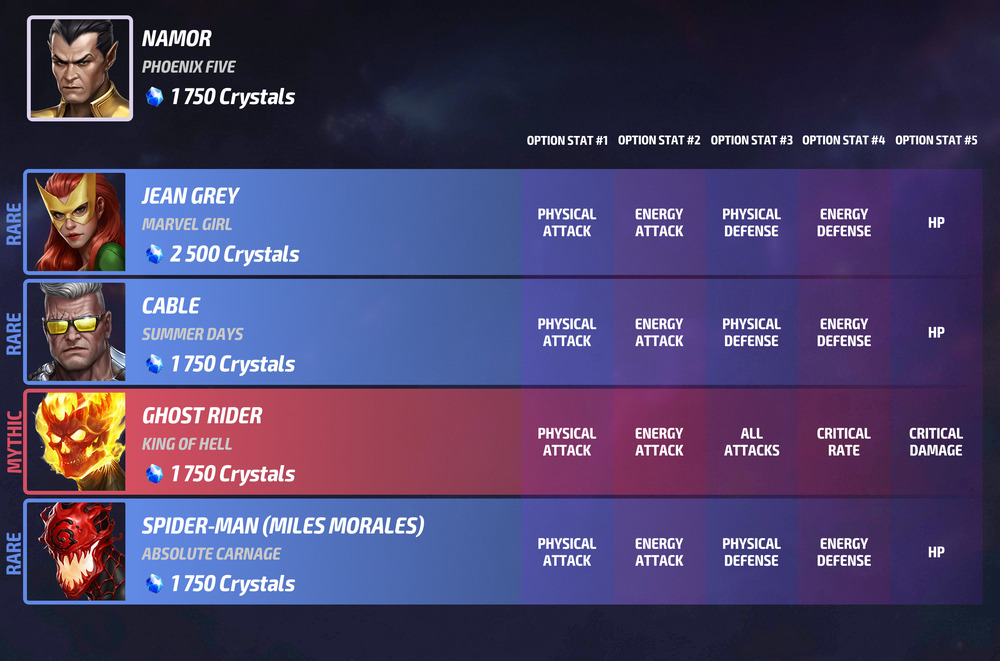 NAMOR
PHOENIX FIVE
1 750 Crystals
OPTION STAT #1 OPTION STAT #2 OPTION STAT #3 OPTION STAT #4 OPTION STAT #5
RARE
JEAN GREY
MARVEL GIRL
2 500 Crystals
PHYSICAL ATTACK
ENERGY ATTACK
PHYSICAL DEFENSE
ENERGY DEFENSE
HP
RARE
CABLE
SUMMER DAYS
1 750 Crystals
PHYSICAL ATTACK
ENERGY ATTACK
PHYSICAL DEFENSE
ENERGY DEFENSE
HP
MYTHIC
GHOST RIDER
KING OF HELL
1 750 Crystals
PHYSICAL ATTACK
ENERGY ATTACK
ALL ATTACKS
CRITICAL RATE
CRITICAL DAMAGE
RARE
SPIDER-MAN (MILES MORALES)
ABSOLUTE CARNAGE
1 750 Crystals
PHYSICAL ATTACK
ENERGY ATTACK
PHYSICAL DEFENSE
ENERGY DEFENSE
HP